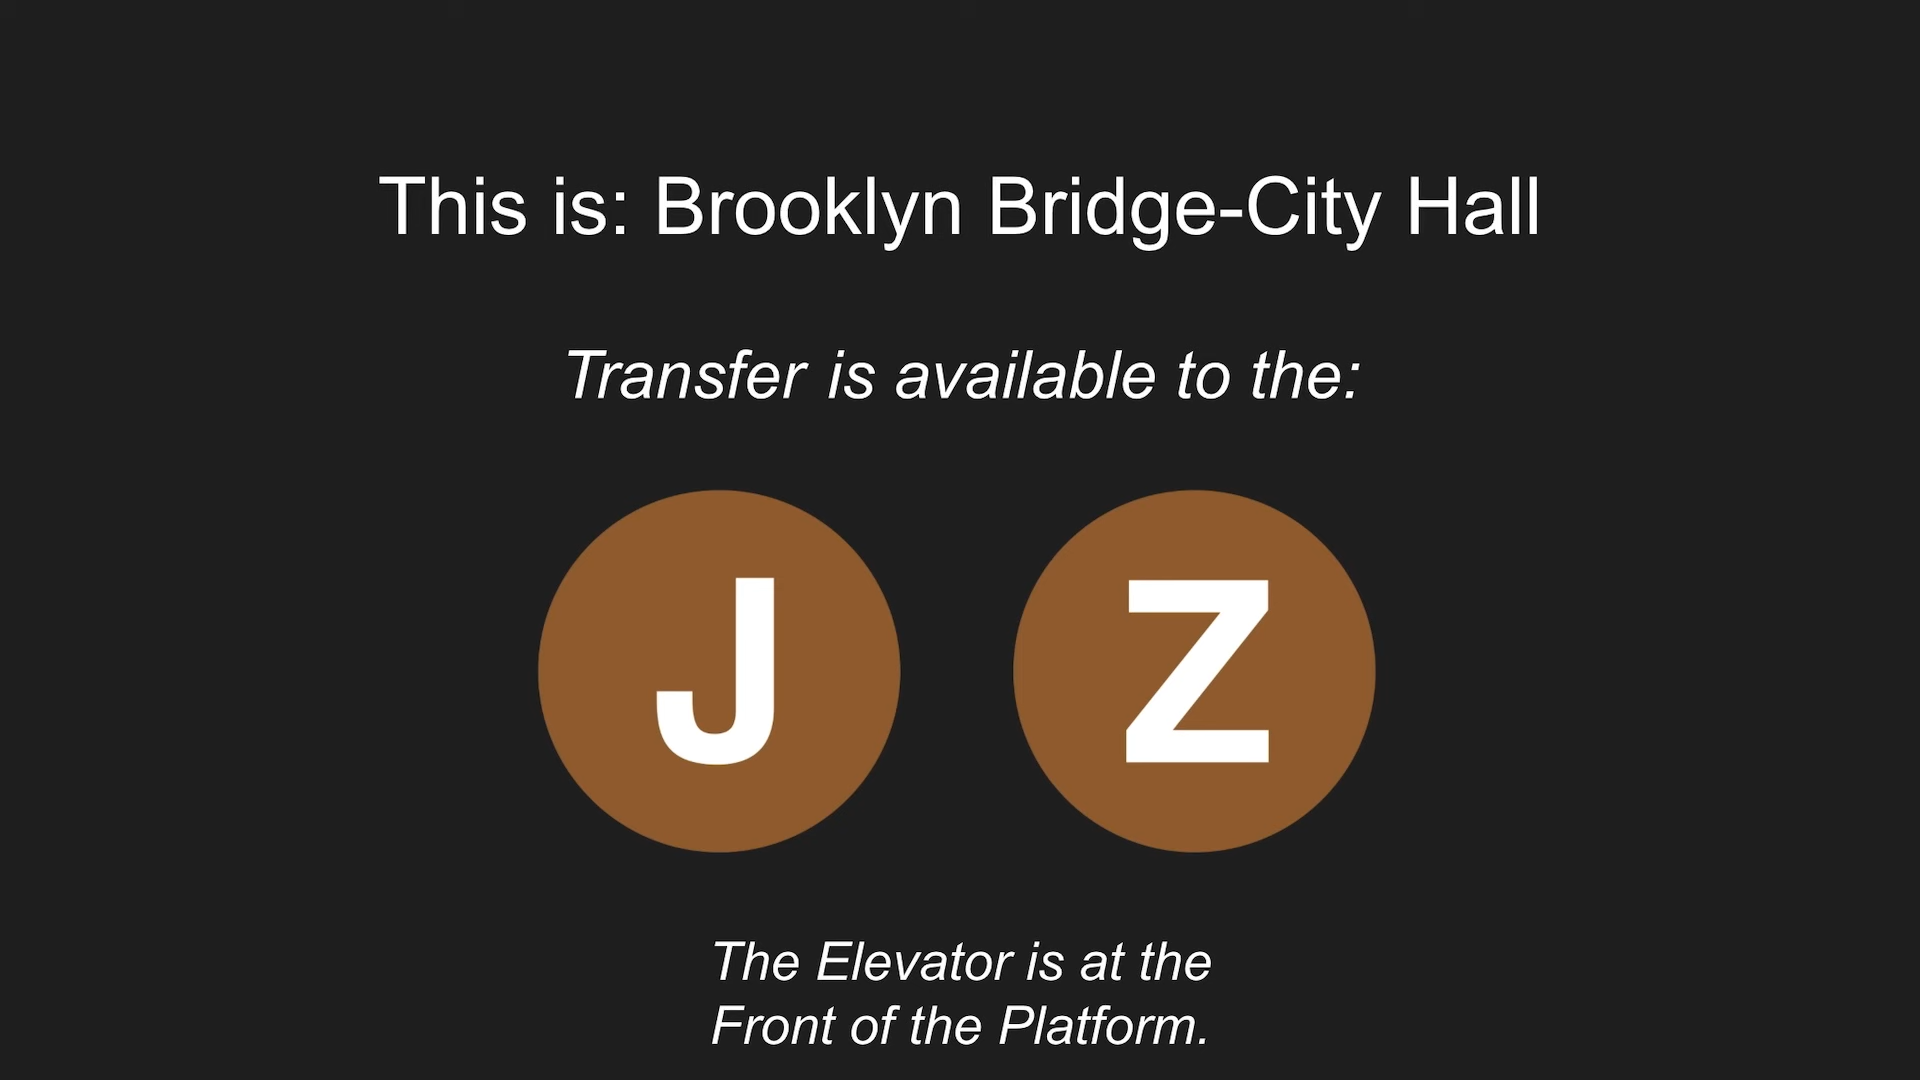 This is: Brooklyn Bridge-City Hall
Transfer is available to the:
J Z
The Elevator is at the
Front of the Platform.